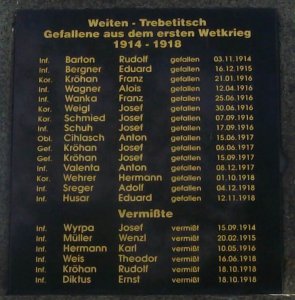 Weiten - Trebetitsch
Gefallene aus dem ersten Wetkrieg
1914 - 1918
Inf. Barton Rudolf gefallen 03.11.1914
Inf. Bergner Eduard gefallen 16.12.1915
Kor. Kröhan Franz gefallen 21.01.1916
Inf. Wagner Alois gefallen 12.04.1916
Inf. Wanka Franz gefallen 25.06.1916
Kor. Weigl Josef gefallen 30.06.1916
Kor. Schmied Josef gefallen 07.09.1916
Inf. Schuh Josef gefallen 17.09.1916
Obl. Cihlasch Anton gefallen 15.06.1917
Gef. Kröhan Josef gefallen 06.06.1917
Gef. Kröhan Josef gefallen 15.09.1917
Inf. Valenta Anton gefallen 08.12.1917
Kor. Wehrer Hermann gefallen 01.10.1918
Inf. Sreger Adolf gefallen 04.12.1918
Inf. Husar Eduard gefallen 12.11.1918
Vermißte
Inf. Wyrpa Josef vermißt 15.09.1914
Inf. Müller Wenzl vermißt 20.02.1915
Inf. Hermann Karl vermißt 10.05.1916
Inf. Weis Theodor vermißt 16.06.1918
Inf. Kröhan Rudolf vermißt 18.10.1918
Inf. Diktus Ernst vermißt 18.10.1918